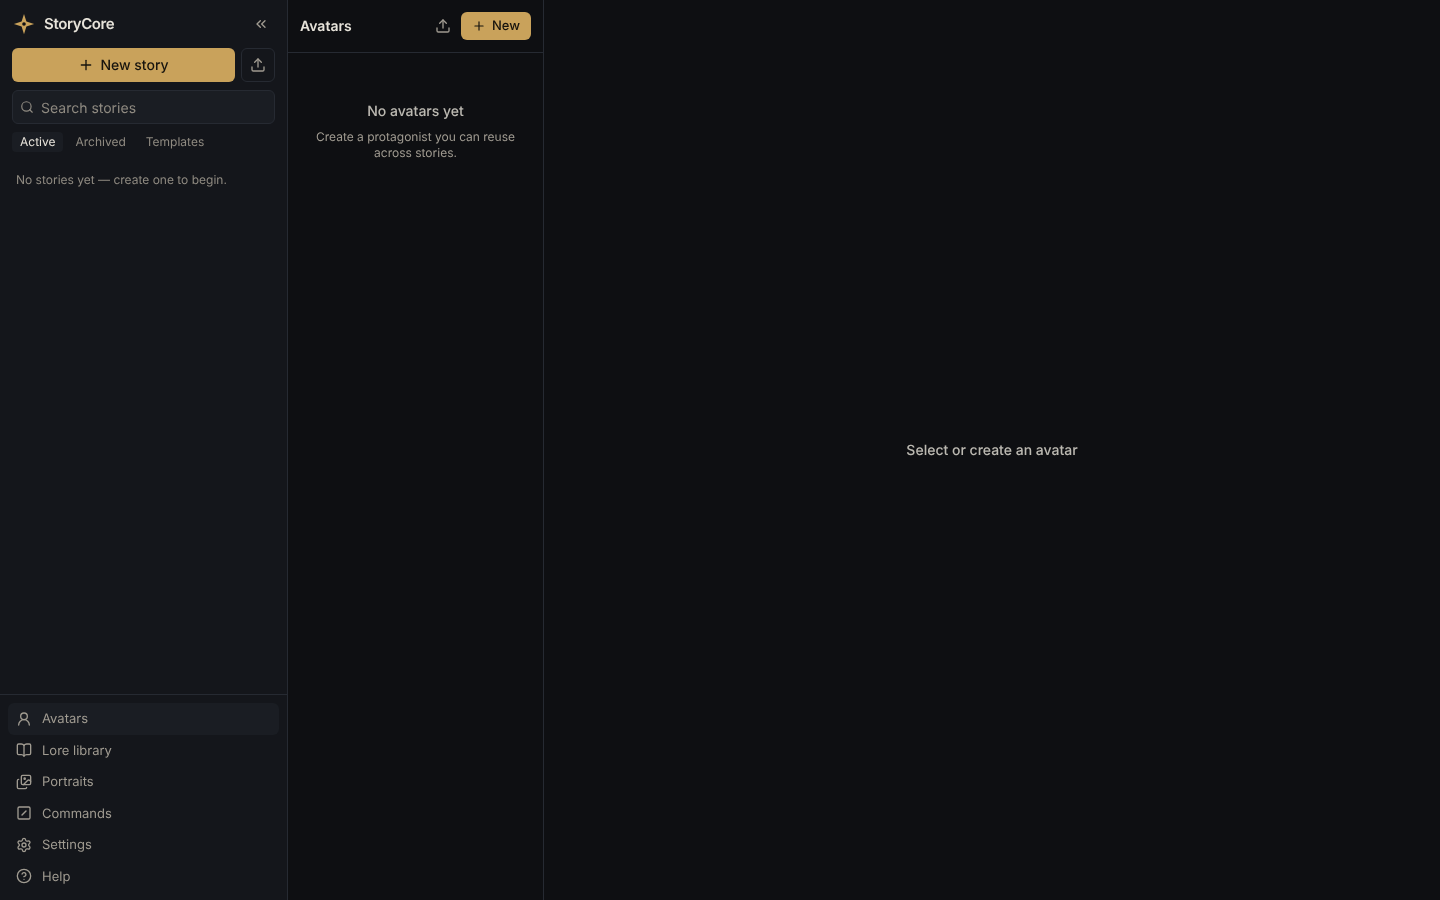 StoryCore
New story
Search stories
Active Archived Templates
No stories yet — create one to begin.
Avatars
Lore library
Portraits
Commands
Settings
Help
Avatars
New
No avatars yet
Create a protagonist you can reuse
across stories.
Select or create an avatar